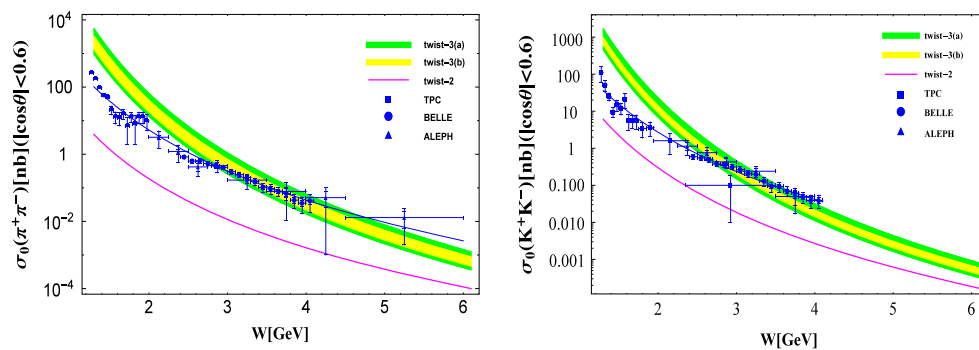 σ₀(π⁺π⁻)[nb](|cosθ|<0.6)
10⁴
100
1
10⁻²
10⁻⁴
2
3
4
5
6
W[GeV]
twist-3(a)
twist-3(b)
twist-2
TPC
BELLE
ALEPH
σ₀(K⁺K⁻)[nb](|cosθ|<0.6)
1000
100
10
1
0.100
0.010
0.001
2
3
4
5
6
W[GeV]
twist-3(a)
twist-3(b)
twist-2
TPC
BELLE
ALEPH